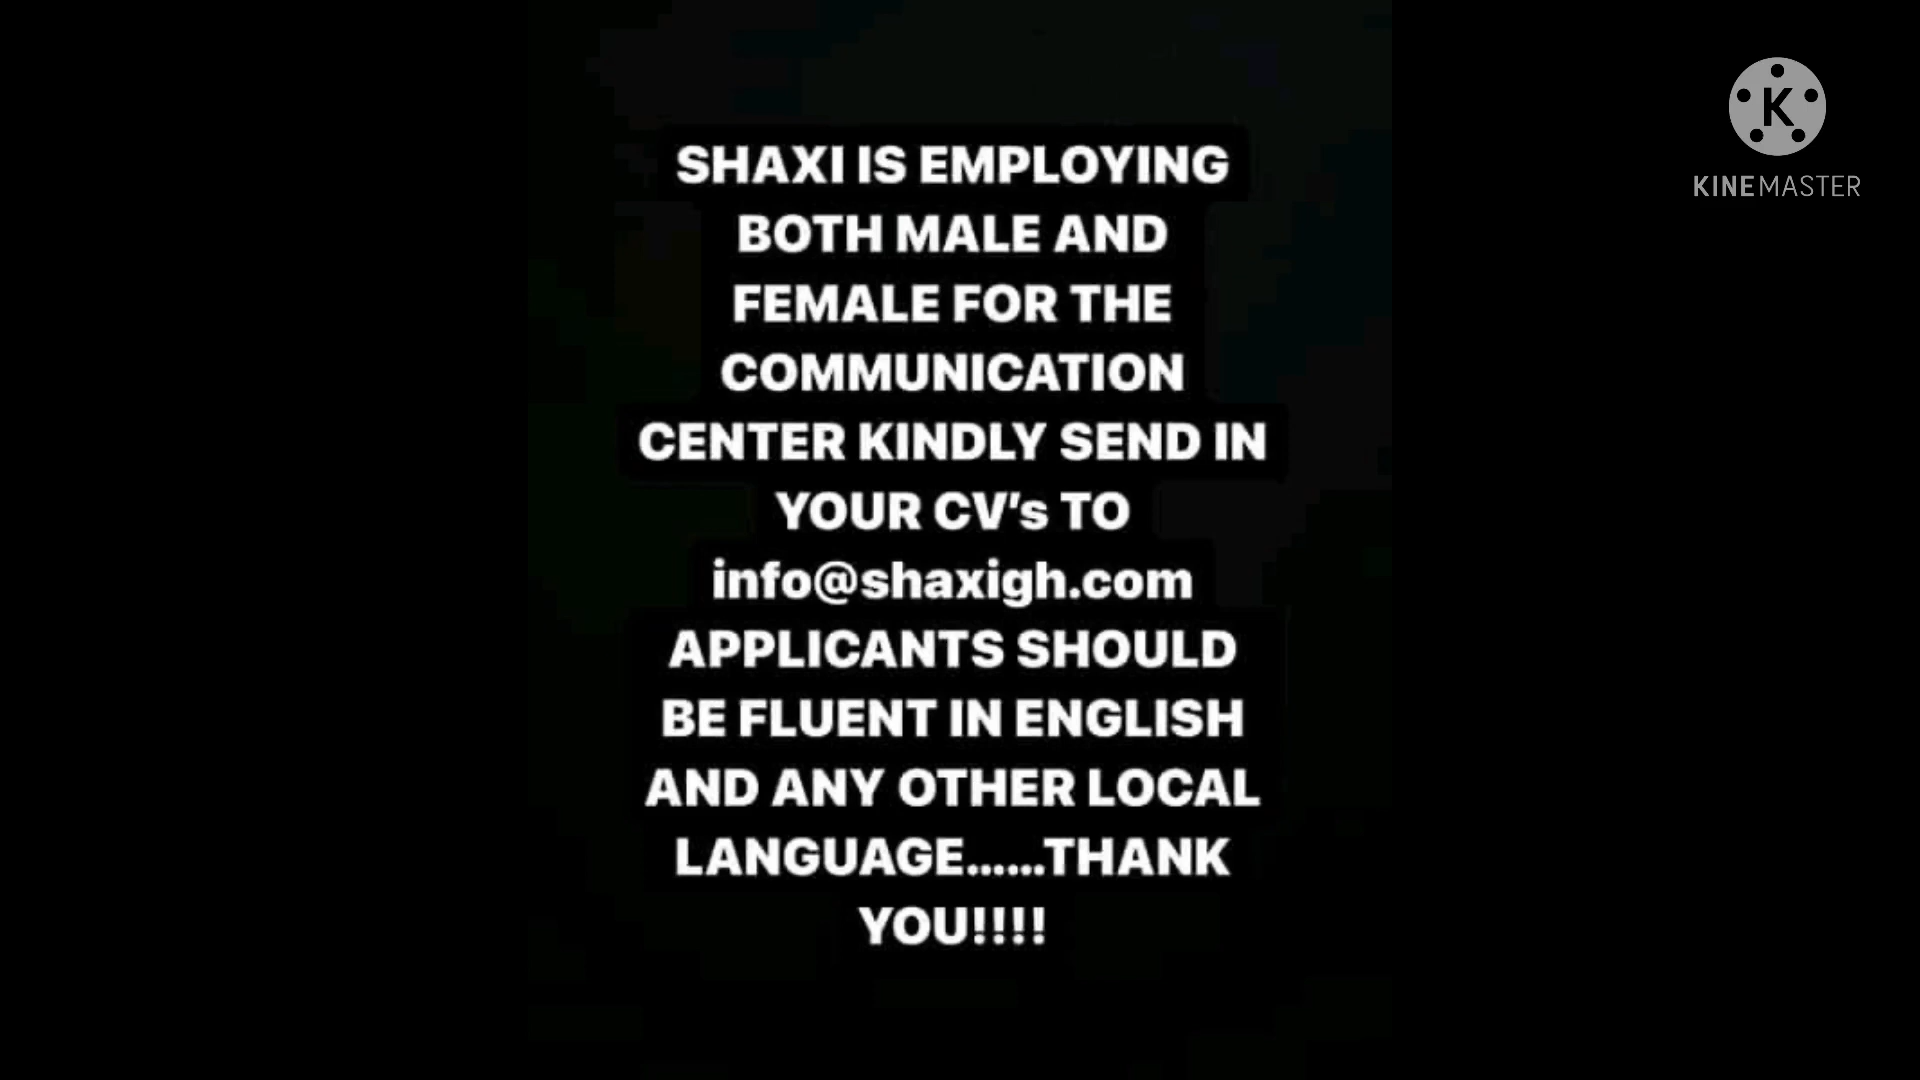 SHAXI IS EMPLOYING
BOTH MALE AND
FEMALE FOR THE
COMMUNICATION
CENTER KINDLY SEND IN
YOUR CV's TO
info@shaxigh.com
APPLICANTS SHOULD
BE FLUENT IN ENGLISH
AND ANY OTHER LOCAL
LANGUAGE......THANK
YOU!!!!
K
KINEMASTER